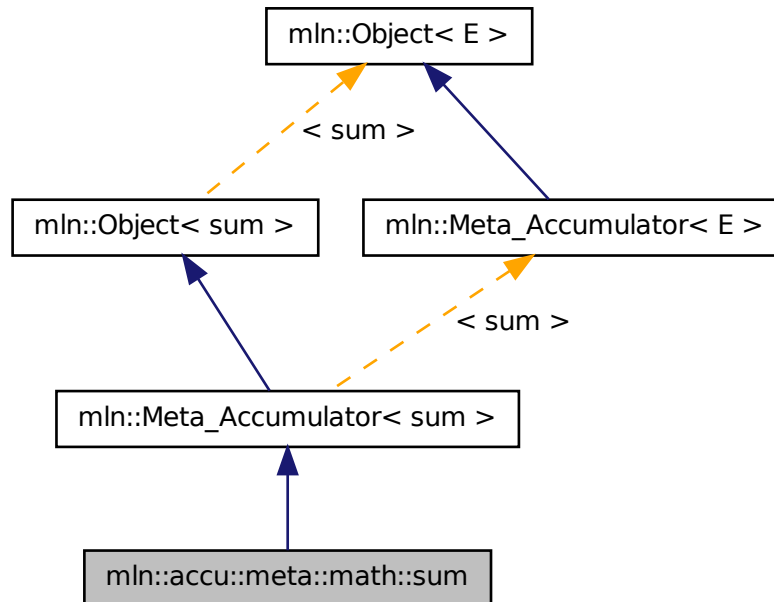 mln::Object< E >
< sum >
mln::Object< sum >
mln::Meta_Accumulator< E >
< sum >
mln::Meta_Accumulator< sum >
mln::accu::meta::math::sum